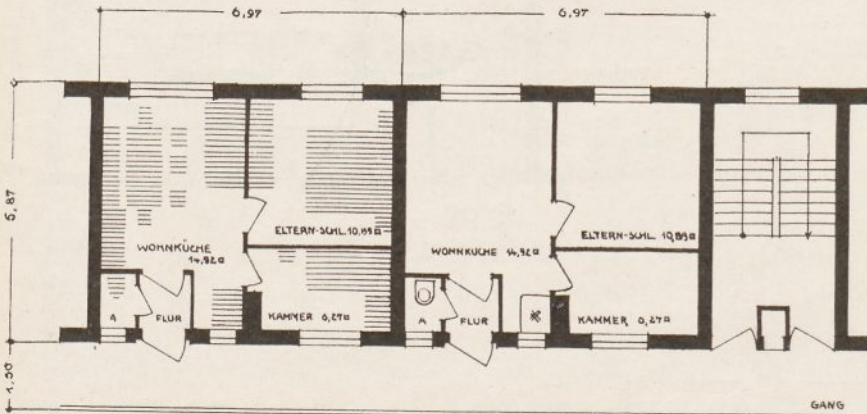 6,97
6,97
5,87
1,50
WOHNKÜCHE
14,92¤
ELTERN-SCHL. 10,89¤
A
FLUR
KAMMER 6,27¤
WOHNKÜCHE 14,92¤
ELTERN-SCHL. 10,89¤
A
FLUR
KAMMER 6,27¤
GANG